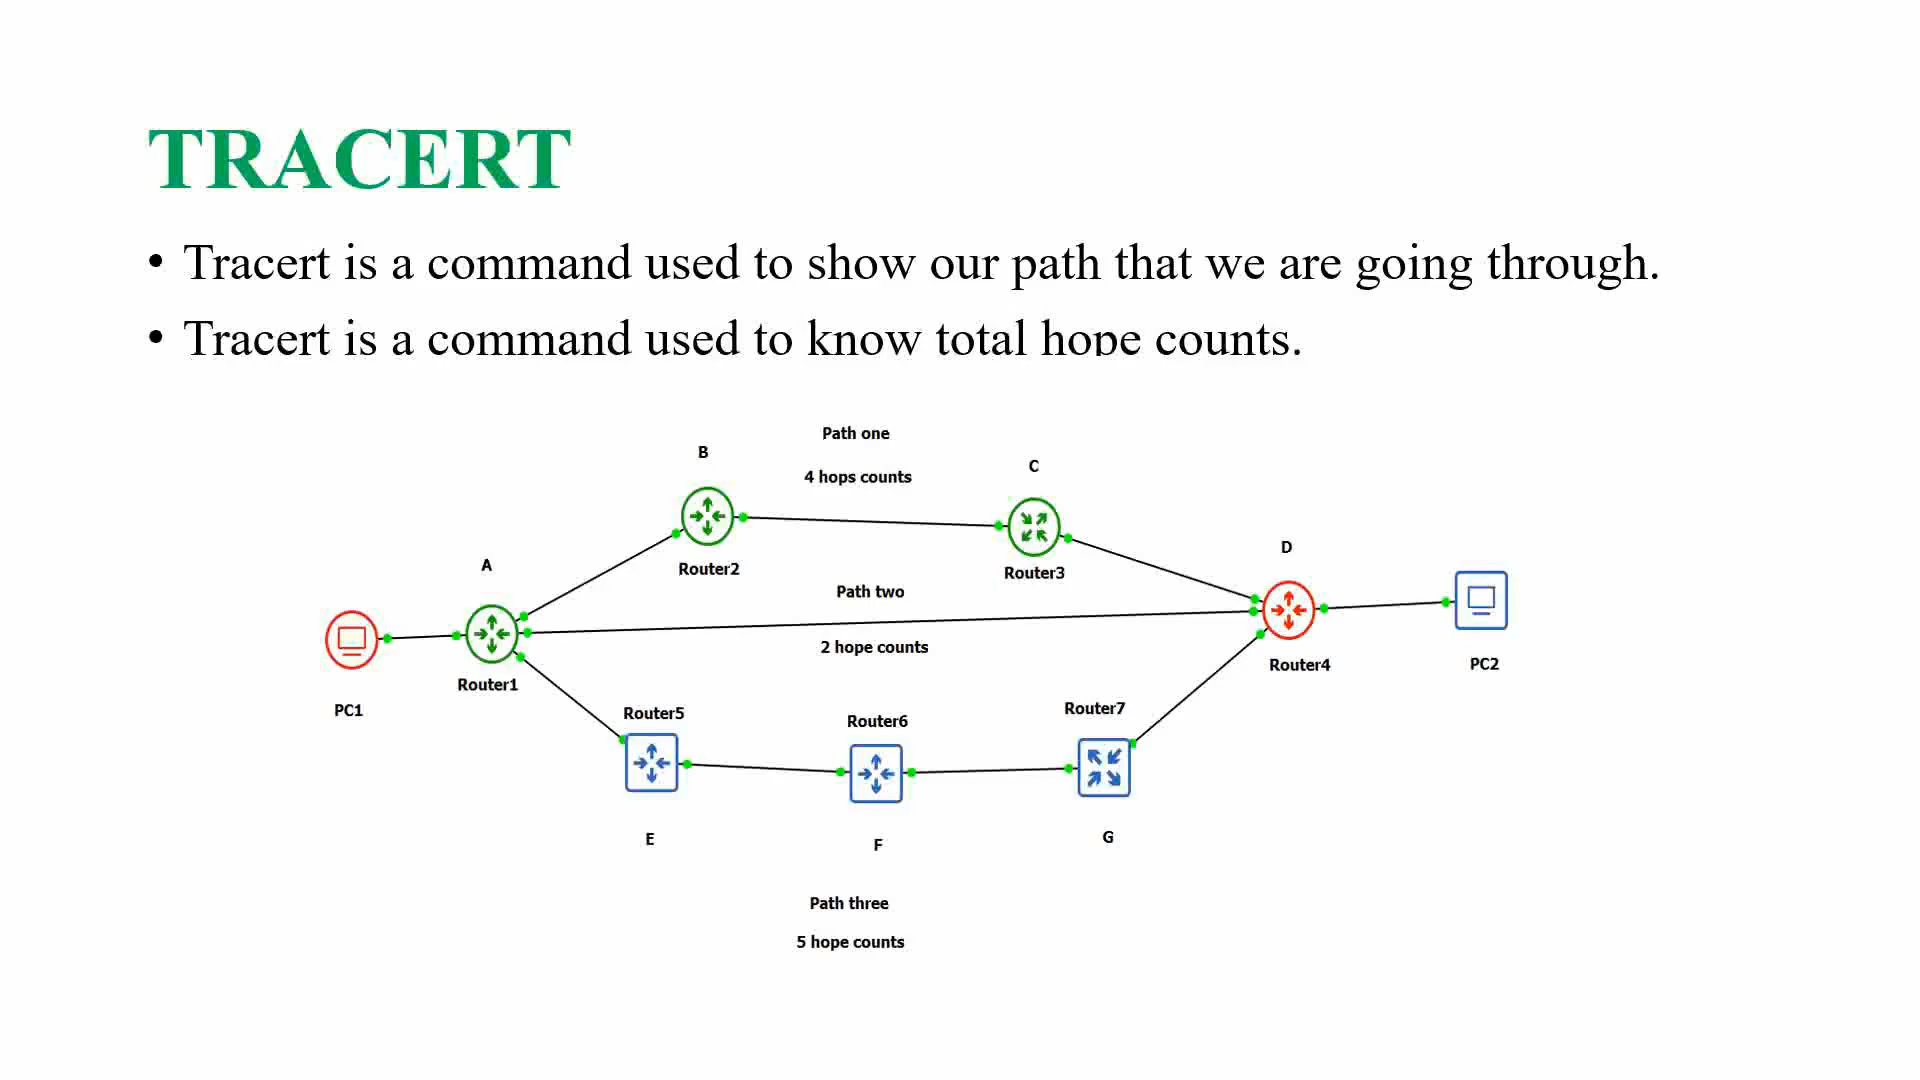 TRACERT
• Tracert is a command used to show our path that we are going through.
• Tracert is a command used to know total hope counts.
Path one
B
4 hops counts
C
Router2
Router3
D
A
Path two
2 hope counts
Router1
PC1
Router4
PC2
Router5
Router6
Router7
E
F
G
Path three
5 hope counts